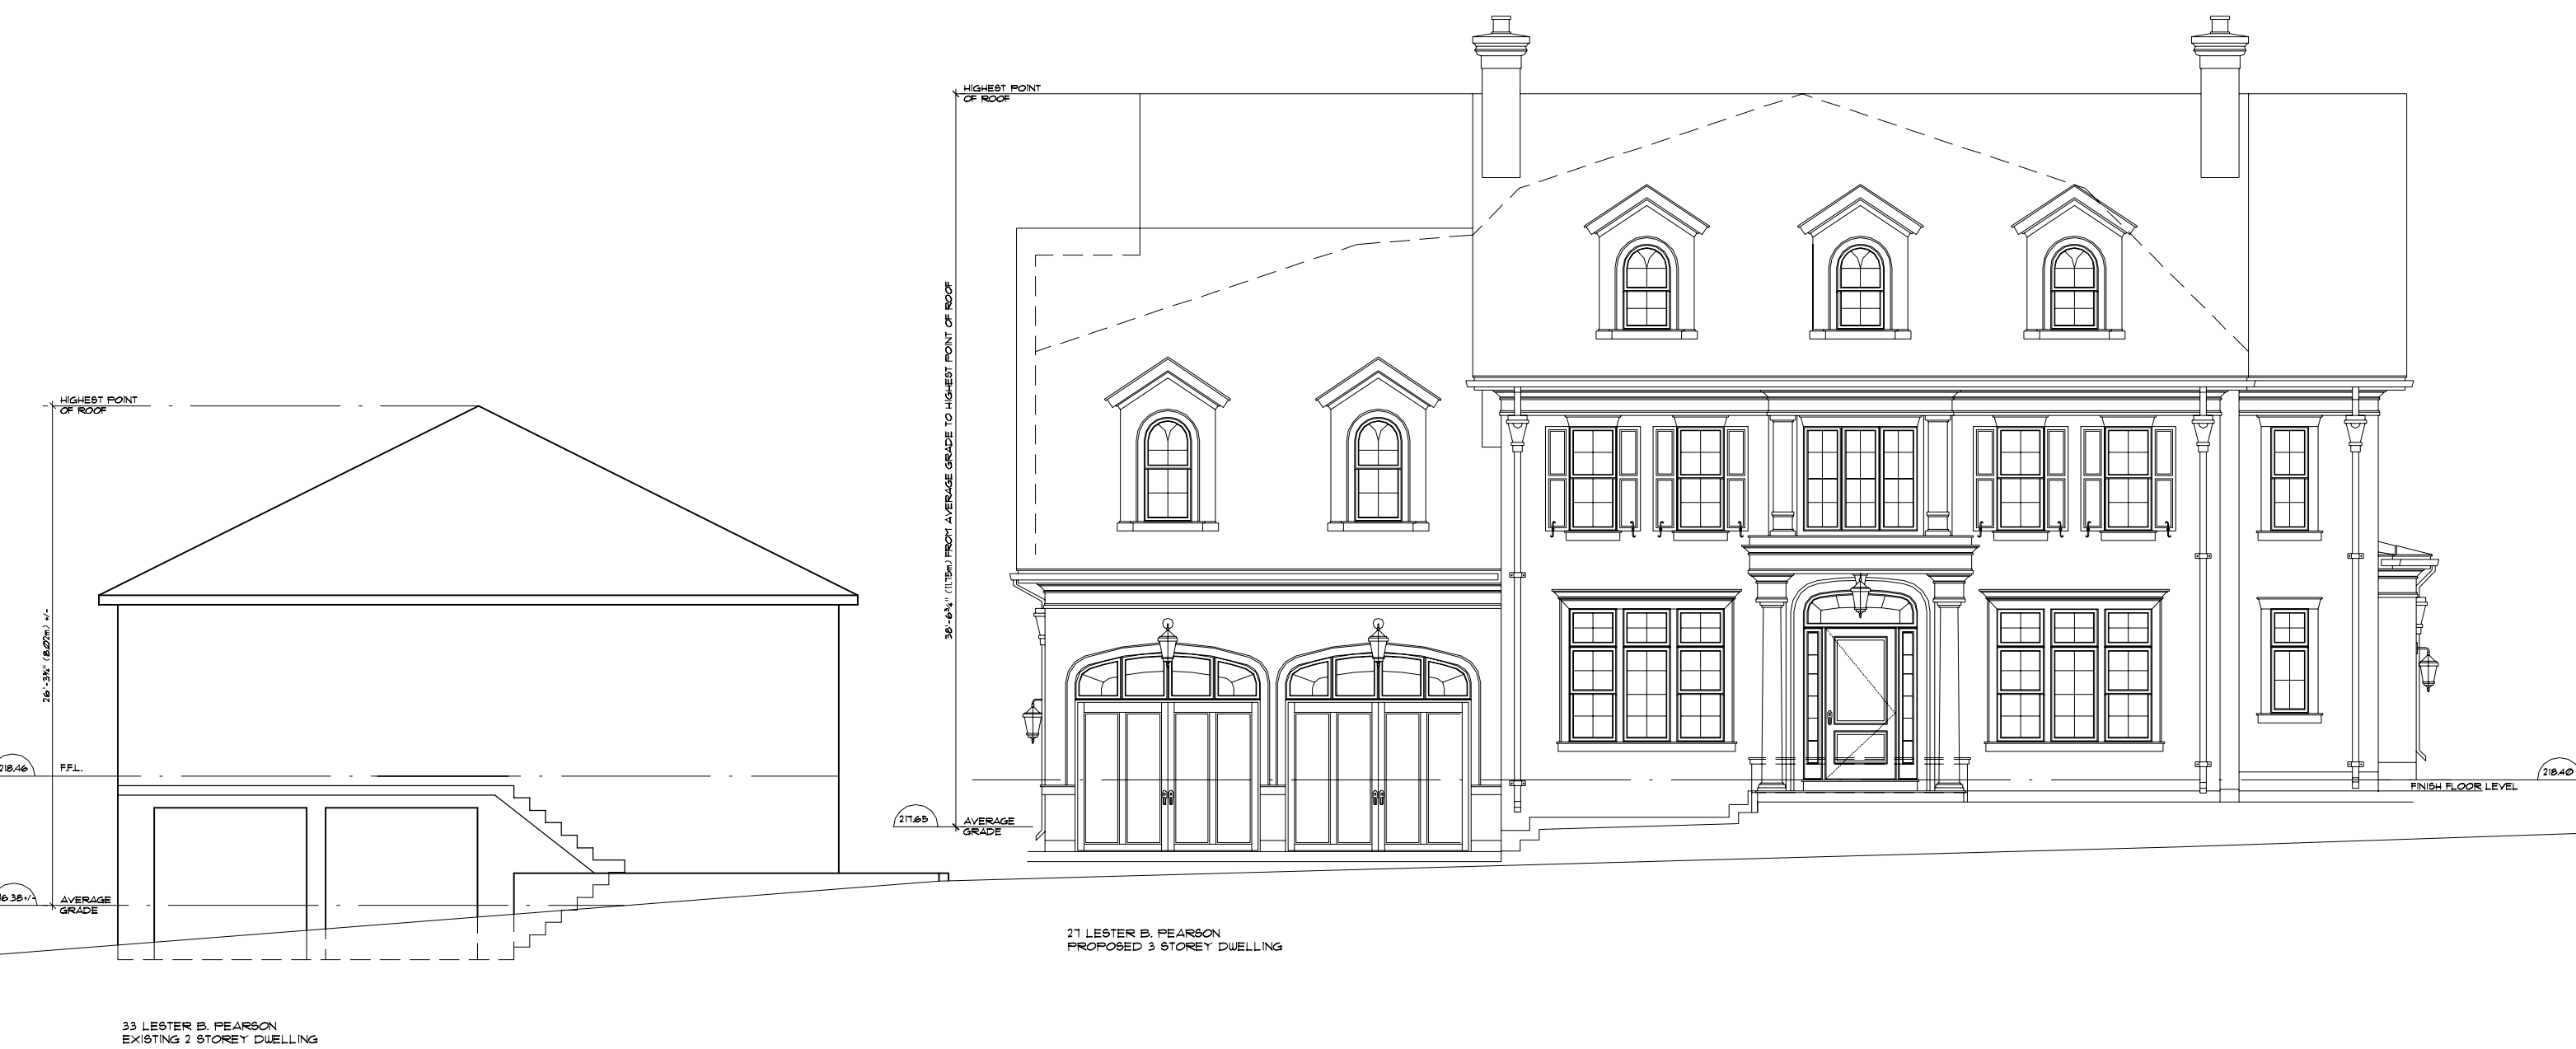 HIGHEST POINT
OF ROOF
26'-3¾" (8.02m) +/-
218.46
F.F.L.
AVERAGE
GRADE
33 LESTER B. PEARSON
EXISTING 2 STOREY DWELLING
HIGHEST POINT
OF ROOF
38'-6¾" (11.75m) FROM AVERAGE GRADE TO HIGHEST POINT OF ROOF
217.65
AVERAGE
GRADE
27 LESTER B. PEARSON
PROPOSED 3 STOREY DWELLING
218.40
FINISH FLOOR LEVEL